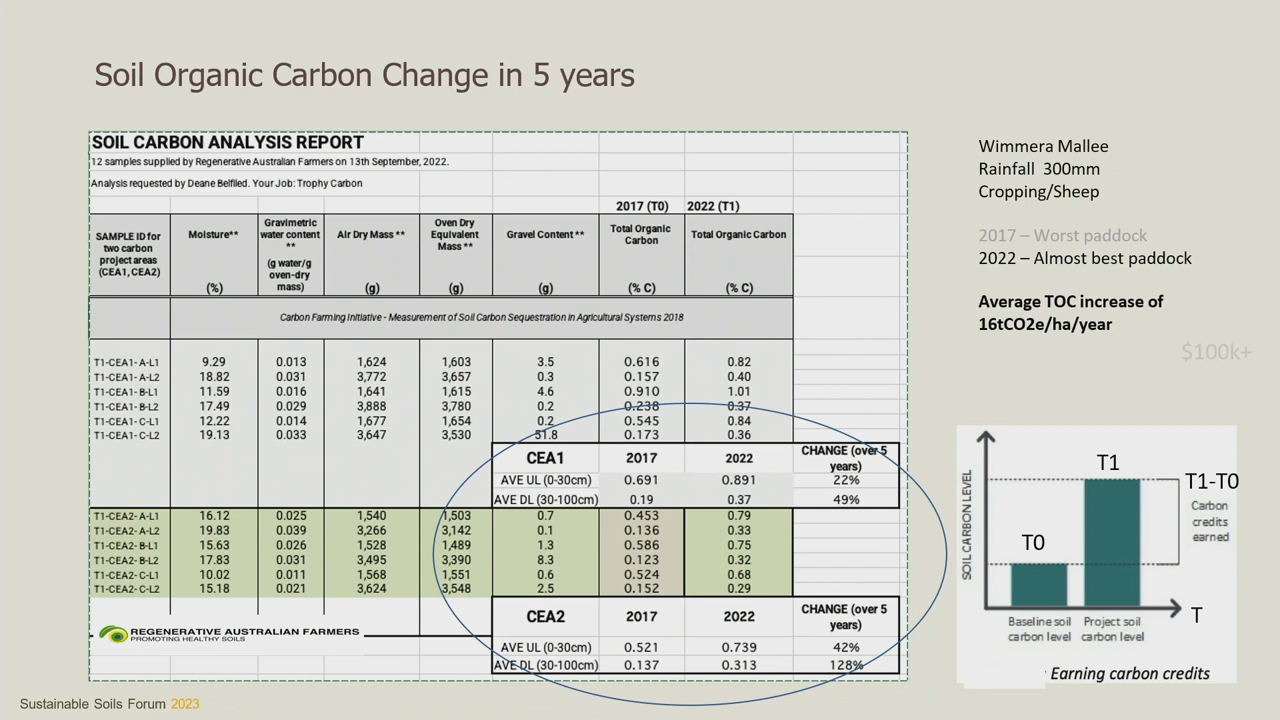 Soil Organic Carbon Change in 5 years
SOIL CARBON ANALYSIS REPORT
12 samples supplied by Regenerative Australian Farmers on 13th September, 2022.
Analysis requested by Deane Belfiled. Your Job: Trophy Carbon
2017 (T0) 2022 (T1)
SAMPLE ID for two carbon project areas (CEA1, CEA2) Moisture** (%) Gravimetric water content ** (g water/g oven-dry mass) Air Dry Mass ** (g) Oven Dry Equivalent Mass ** (g) Gravel Content ** (g) Total Organic Carbon (% C) Total Organic Carbon (% C)
Carbon Farming Initiative - Measurement of Soil Carbon Sequestration in Agricultural Systems 2018
T1-CEA1- A-L1 9.29 0.013 1,624 1,603 3.5 0.616 0.82
T1-CEA1- A-L2 18.82 0.031 3,772 3,657 0.3 0.157 0.40
T1-CEA1- B-L1 11.59 0.016 1,641 1,615 4.6 0.910 1.01
T1-CEA1- B-L2 17.49 0.029 3,888 3,780 0.2 0.238 0.37
T1-CEA1- C-L1 12.22 0.014 1,677 1,654 0.2 0.545 0.84
T1-CEA1- C-L2 19.13 0.033 3,647 3,530 51.8 0.173 0.36
CEA1 2017 2022 CHANGE (over 5 years)
AVE UL (0-30cm) 0.691 0.891 22%
AVE DL (30-100cm) 0.19 0.37 49%
T1-CEA2- A-L1 16.12 0.025 1,540 1,503 0.7 0.453 0.79
T1-CEA2- A-L2 19.83 0.039 3,266 3,142 0.1 0.136 0.33
T1-CEA2- B-L1 15.63 0.026 1,528 1,489 1.3 0.586 0.75
T1-CEA2- B-L2 17.83 0.031 3,495 3,390 8.3 0.123 0.32
T1-CEA2- C-L1 10.02 0.011 1,568 1,551 0.6 0.524 0.68
T1-CEA2- C-L2 15.18 0.021 3,624 3,548 2.5 0.152 0.29
CEA2 2017 2022 CHANGE (over 5 years)
AVE UL (0-30cm) 0.521 0.739 42%
AVE DL (30-100cm) 0.137 0.313 128%
REGENERATIVE AUSTRALIAN FARMERS
PROMOTING HEALTHY SOILS
Wimmera Mallee
Rainfall 300mm
Cropping/Sheep
2017 – Worst paddock
2022 – Almost best paddock
Average TOC increase of
16tCO2e/ha/year
$100k+
SOIL CARBON LEVEL
T1
T0
T1-T0
Carbon
credits
earned
T
Baseline soil
carbon level
Project soil
carbon level
: Earning carbon credits
Sustainable Soils Forum 2023